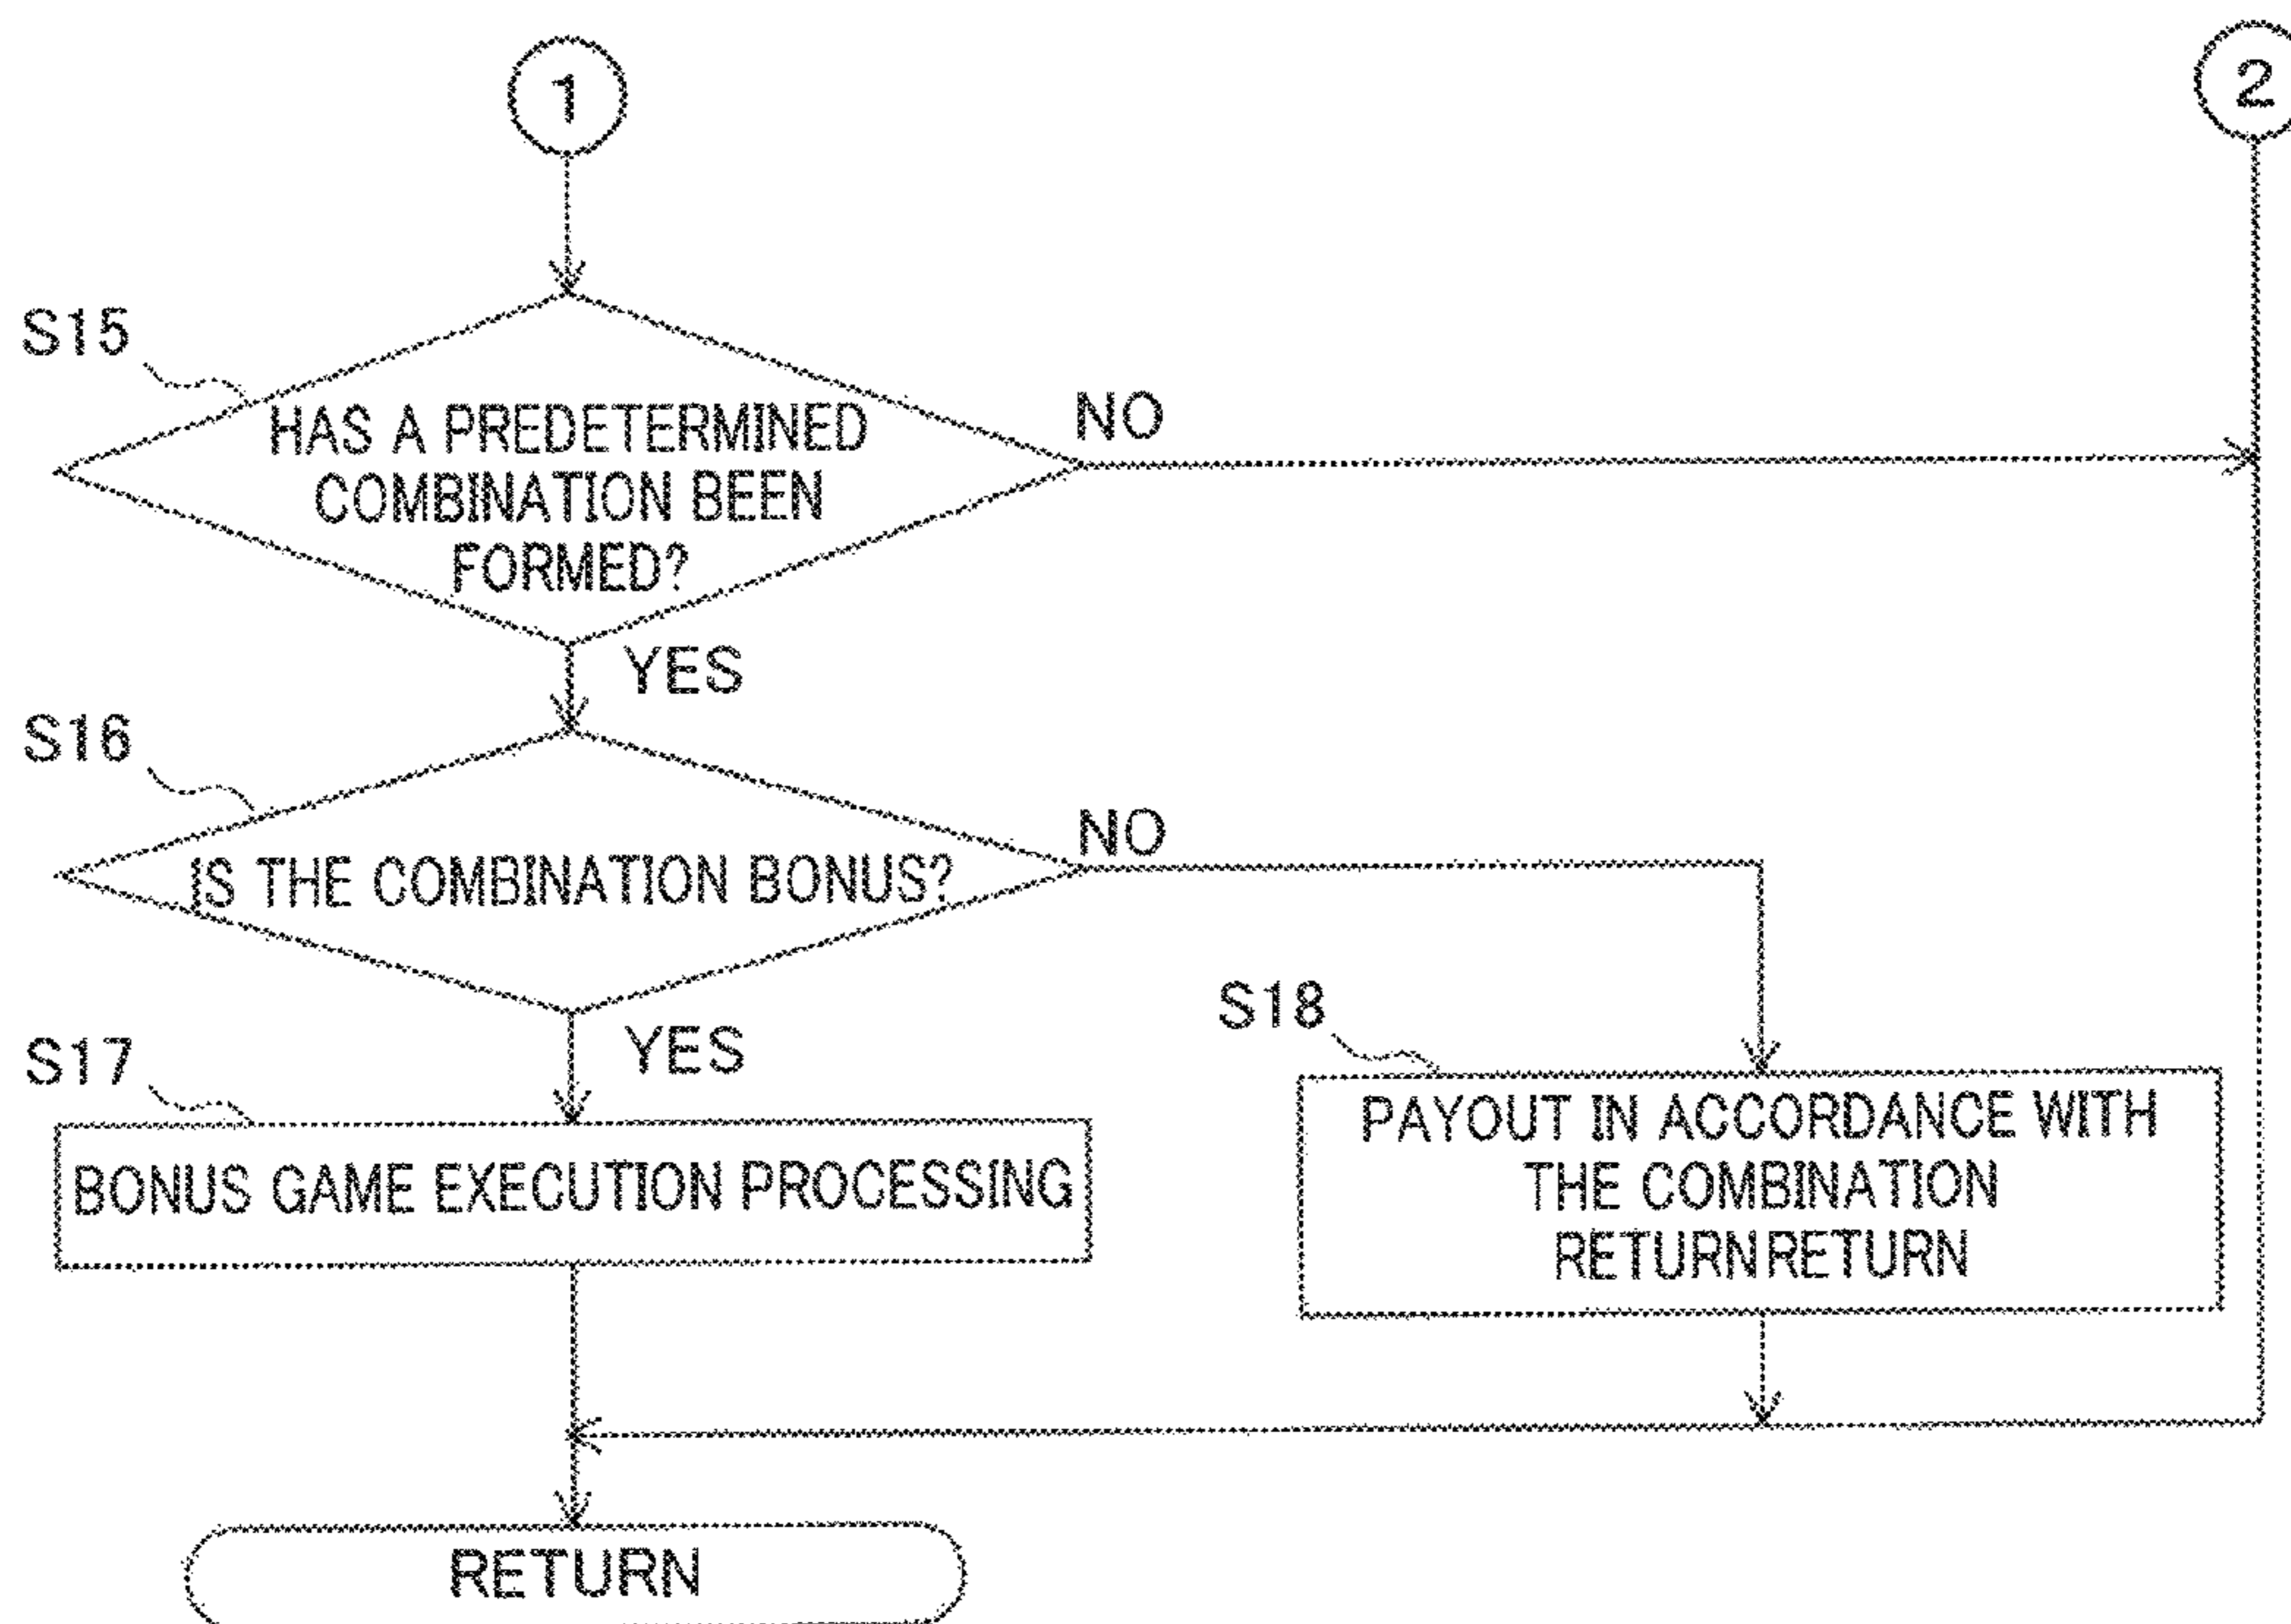 1
2
S15
HAS A PREDETERMINED
COMBINATION BEEN
FORMED?
NO
YES
S16
IS THE COMBINATION BONUS?
NO
YES
S17
BONUS GAME EXECUTION PROCESSING
S18
PAYOUT IN ACCORDANCE WITH
THE COMBINATION
RETURNRETURN
RETURN